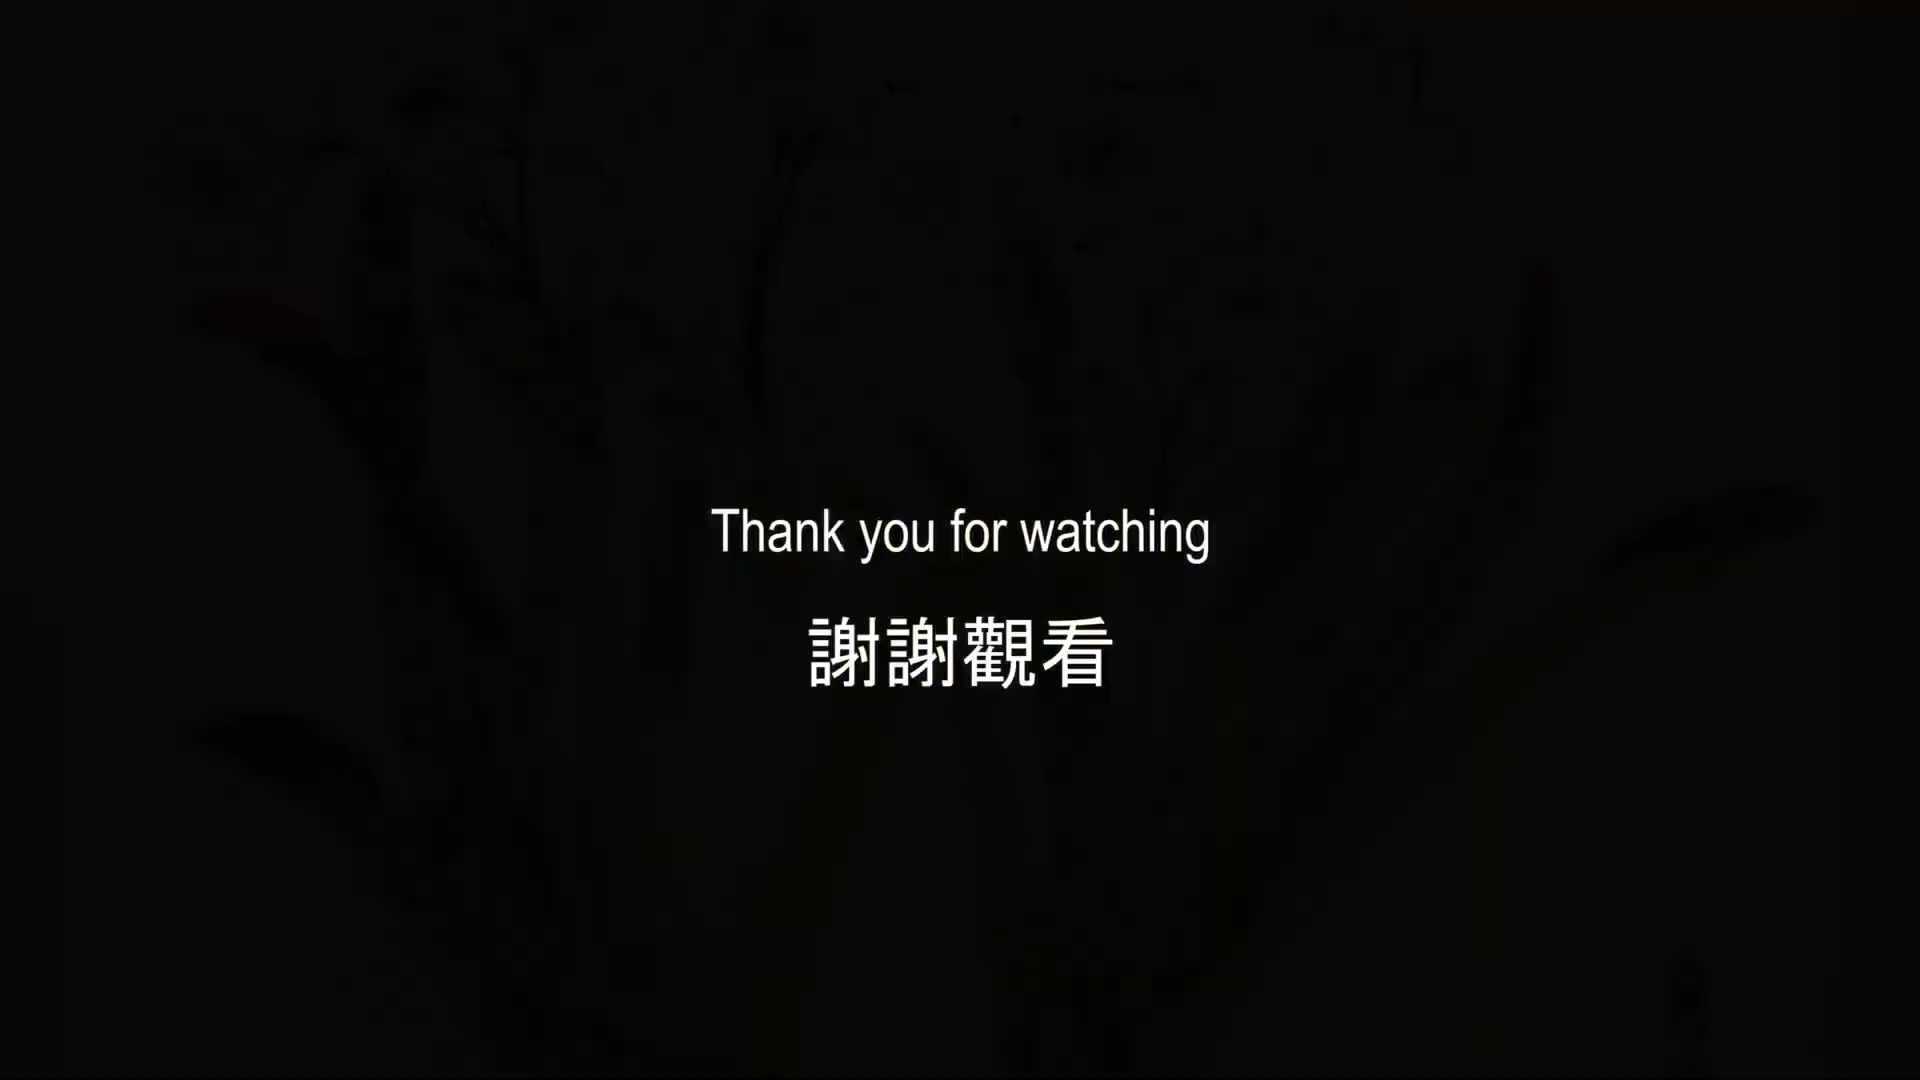 Thank you for watching
謝謝觀看